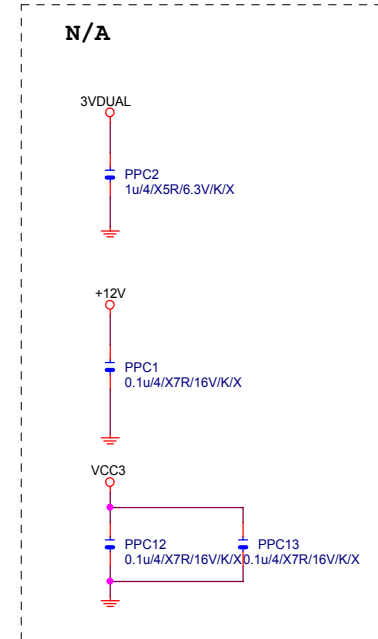 N/A
3VDUAL
PPC2
1u/4/X5R/6.3V/K/X
+12V
PPC1
0.1u/4/X7R/16V/K/X
VCC3
PPC12
0.1u/4/X7R/16V/K/X
PPC13
0.1u/4/X7R/16V/K/X